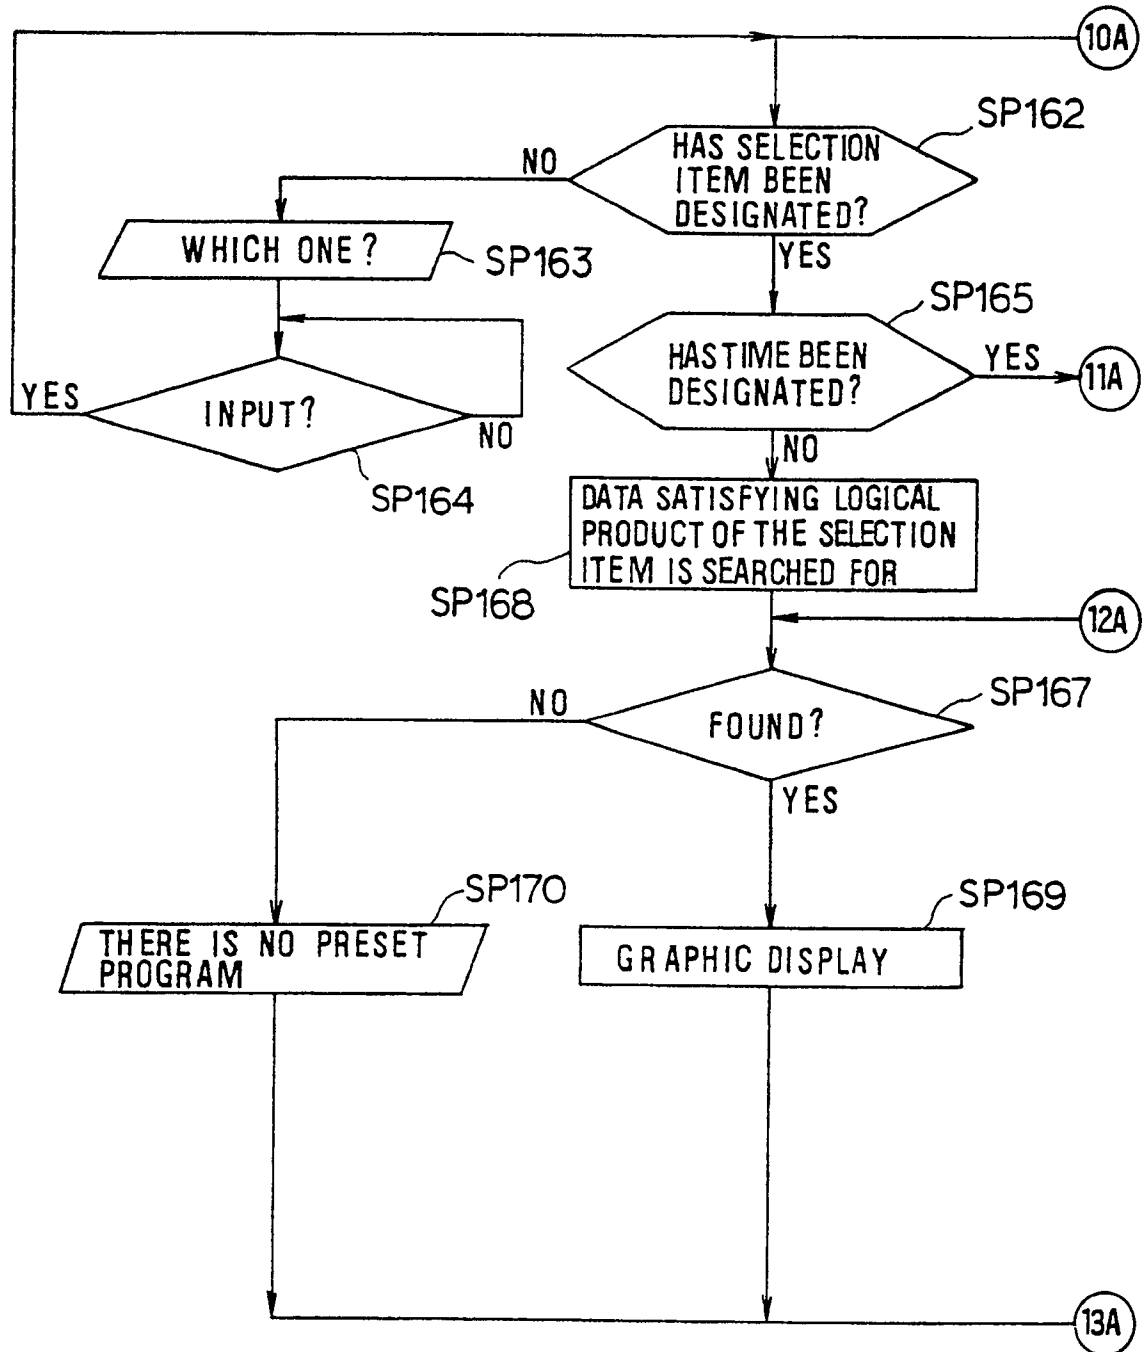 10A
SP162
HAS SELECTION
ITEM BEEN
DESIGNATED?
NO
YES
WHICH ONE?
SP163
SP165
HAS TIME BEEN
DESIGNATED?
YES
11A
NO
INPUT?
YES
NO
SP164
DATA SATISFYING LOGICAL
PRODUCT OF THE SELECTION
ITEM IS SEARCHED FOR
SP168
12A
SP167
FOUND?
NO
YES
SP170
THERE IS NO PRESET
PROGRAM
SP169
GRAPHIC DISPLAY
13A